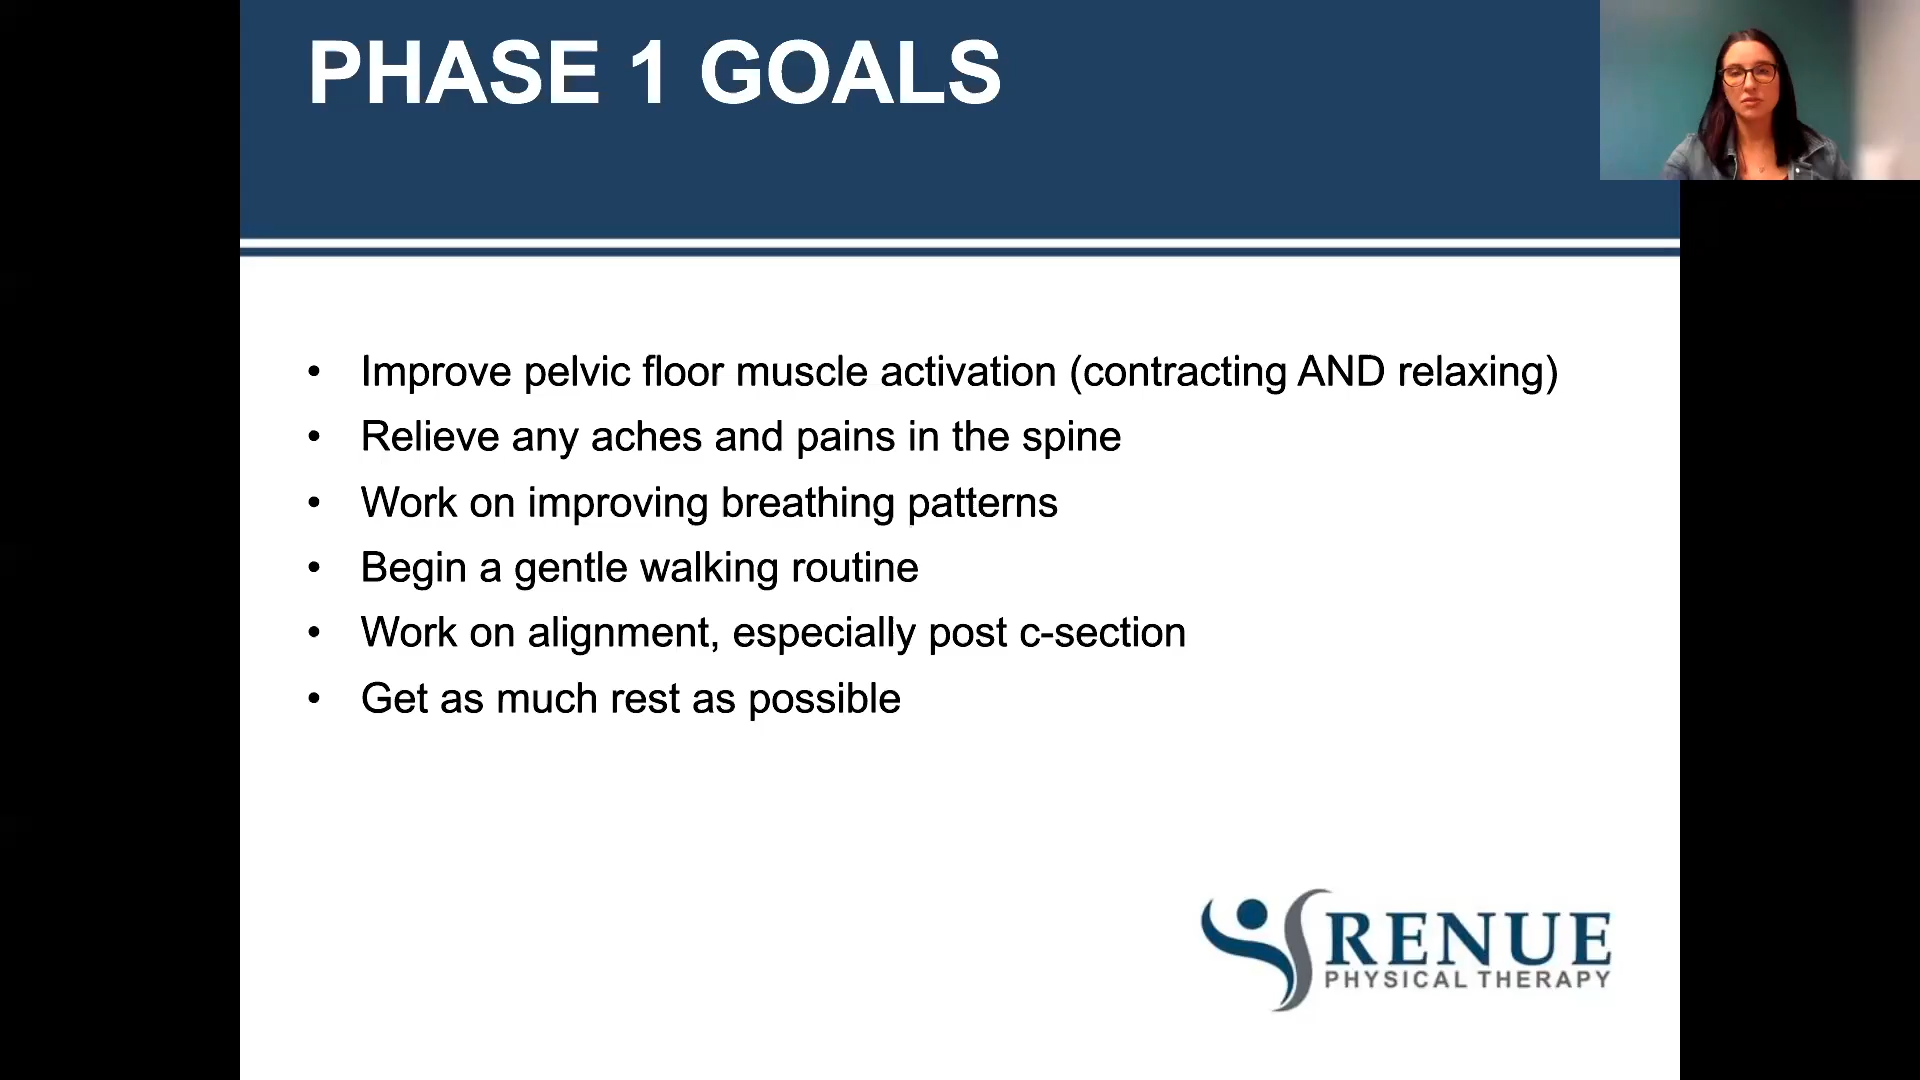 PHASE 1 GOALS
• Improve pelvic floor muscle activation (contracting AND relaxing)
• Relieve any aches and pains in the spine
• Work on improving breathing patterns
• Begin a gentle walking routine
• Work on alignment, especially post c-section
• Get as much rest as possible
RENUE
PHYSICAL THERAPY